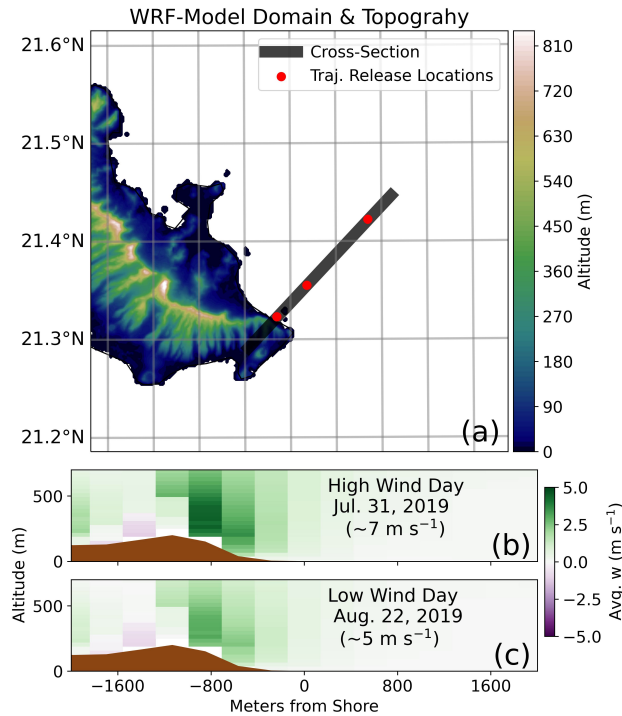 WRF-Model Domain & Topograhy
21.6°N
21.5°N
21.4°N
21.3°N
21.2°N
Cross-Section
Traj. Release Locations
(a)
810
720
630
540
450
360
270
180
90
0
Altitude (m)
High Wind Day
Jul. 31, 2019
(~7 m s⁻¹)
(b)
500
0
Low Wind Day
Aug. 22, 2019
(~5 m s⁻¹)
(c)
500
0
Altitude (m)
5.0
2.5
0.0
−2.5
−5.0
Avg. w (m s⁻¹)
−1600
−800
0
800
1600
Meters from Shore